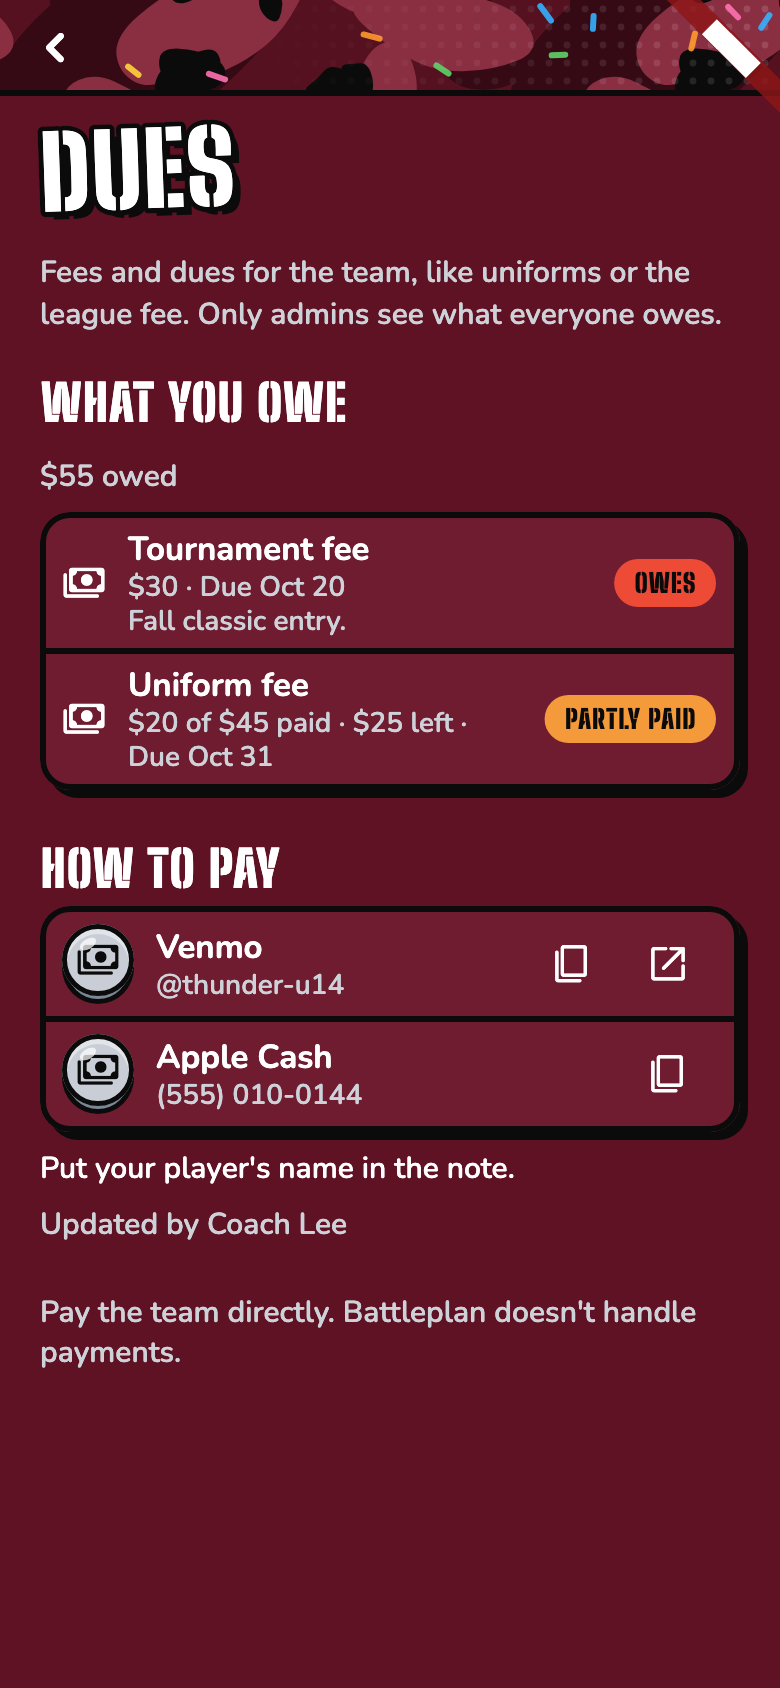 DUES
Fees and dues for the team, like uniforms or the
league fee. Only admins see what everyone owes.
WHAT YOU OWE
$55 owed
Tournament fee
$30 · Due Oct 20
Fall classic entry.
OWES
Uniform fee
$20 of $45 paid · $25 left ·
Due Oct 31
PARTLY PAID
HOW TO PAY
Venmo
@thunder-u14
Apple Cash
(555) 010-0144
Put your player's name in the note.
Updated by Coach Lee
Pay the team directly. Battleplan doesn't handle
payments.